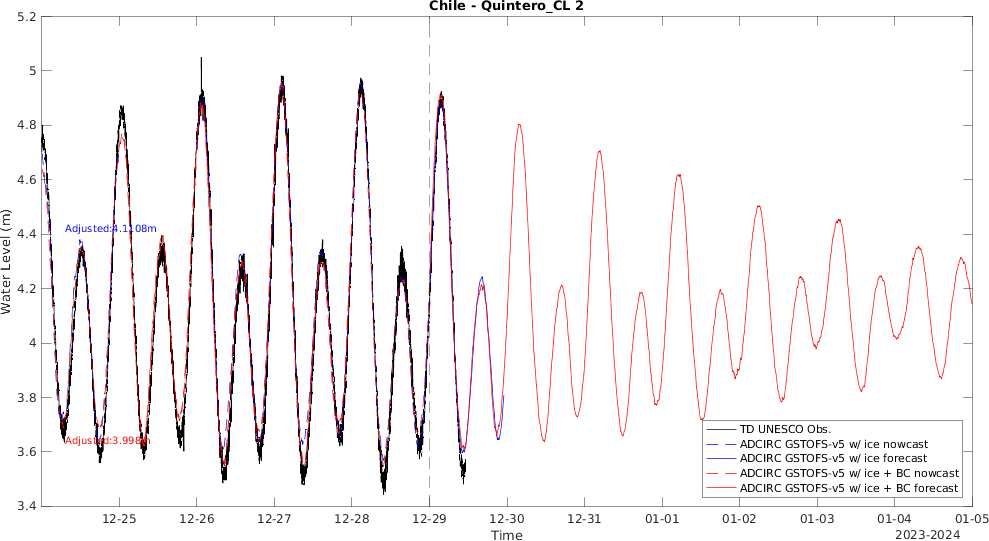 Chile - Quintero_CL 2
5.2
5
4.8
4.6
4.4
4.2
4
3.8
3.6
3.4
Water Level (m)
Adjusted:4.1108m
Adjusted:3.998m
TD UNESCO Obs.
ADCIRC GSTOFS-v5 w/ ice nowcast
ADCIRC GSTOFS-v5 w/ ice forecast
ADCIRC GSTOFS-v5 w/ ice + BC nowcast
ADCIRC GSTOFS-v5 w/ ice + BC forecast
12-25 12-26 12-27 12-28 12-29 12-30 12-31 01-01 01-02 01-03 01-04 01-05
Time
2023-2024